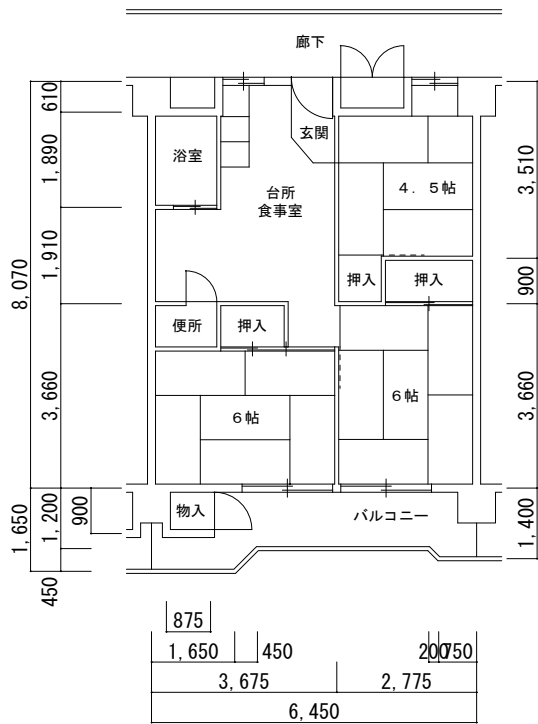 廊下
610
1,890
1,910
3,660
8,070
1,650
1,200
900
450
浴室
玄関
台所
食事室
4．5帖
押入
押入
便所
押入
6帖
6帖
物入
バルコニー
3,510
900
3,660
1,400
875
1,650
450
200
750
3,675
2,775
6,450